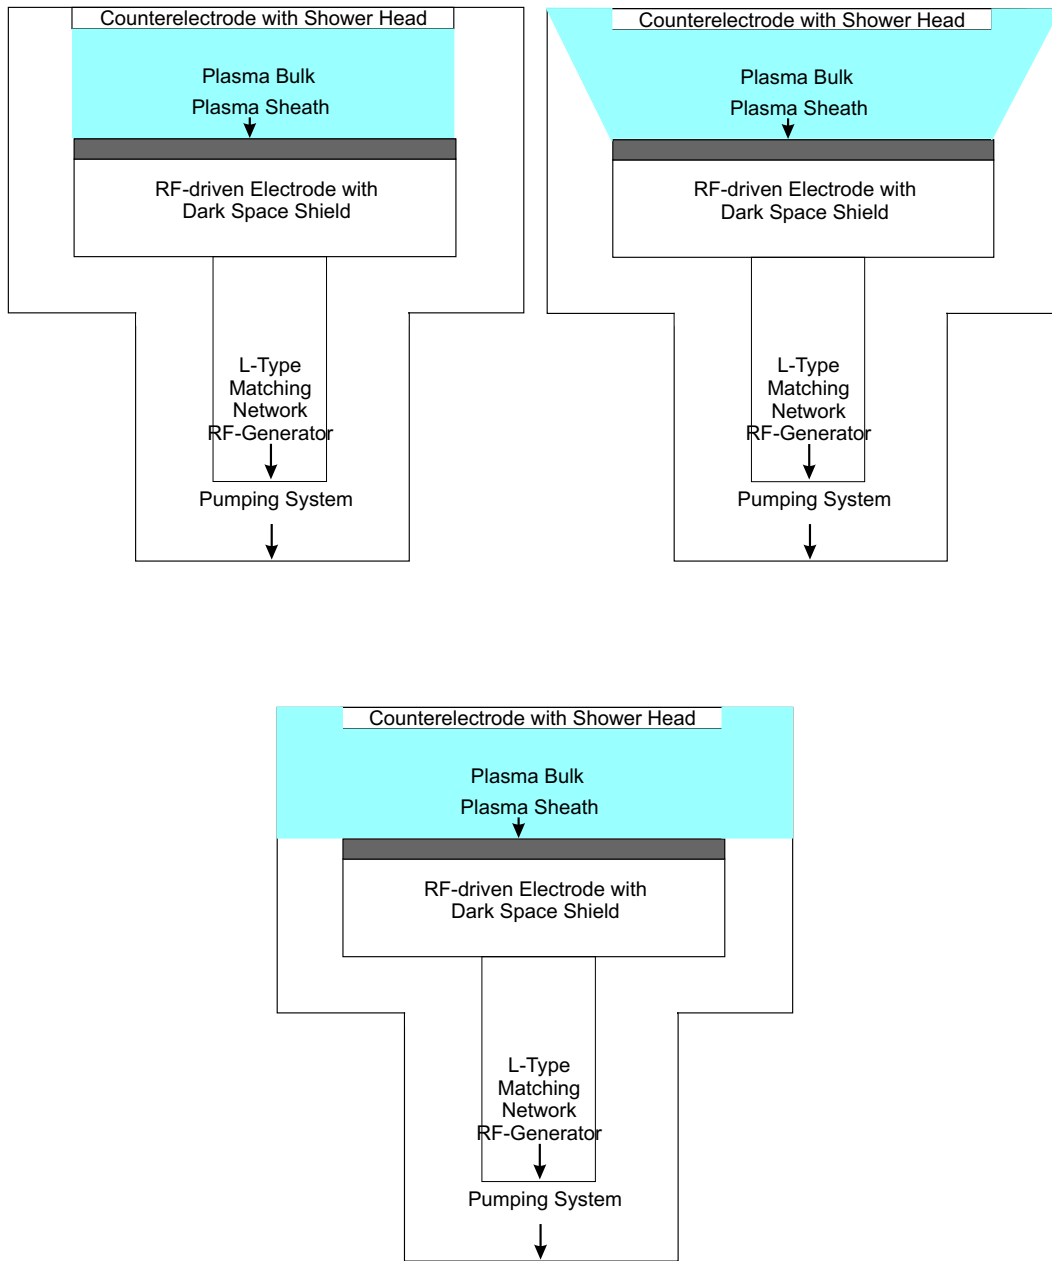 Counterelectrode with Shower Head
Plasma Bulk
Plasma Sheath
RF-driven Electrode with
Dark Space Shield
L-Type
Matching
Network
RF-Generator
Pumping System
Counterelectrode with Shower Head
Plasma Bulk
Plasma Sheath
RF-driven Electrode with
Dark Space Shield
L-Type
Matching
Network
RF-Generator
Pumping System
Counterelectrode with Shower Head
Plasma Bulk
Plasma Sheath
RF-driven Electrode with
Dark Space Shield
L-Type
Matching
Network
RF-Generator
Pumping System